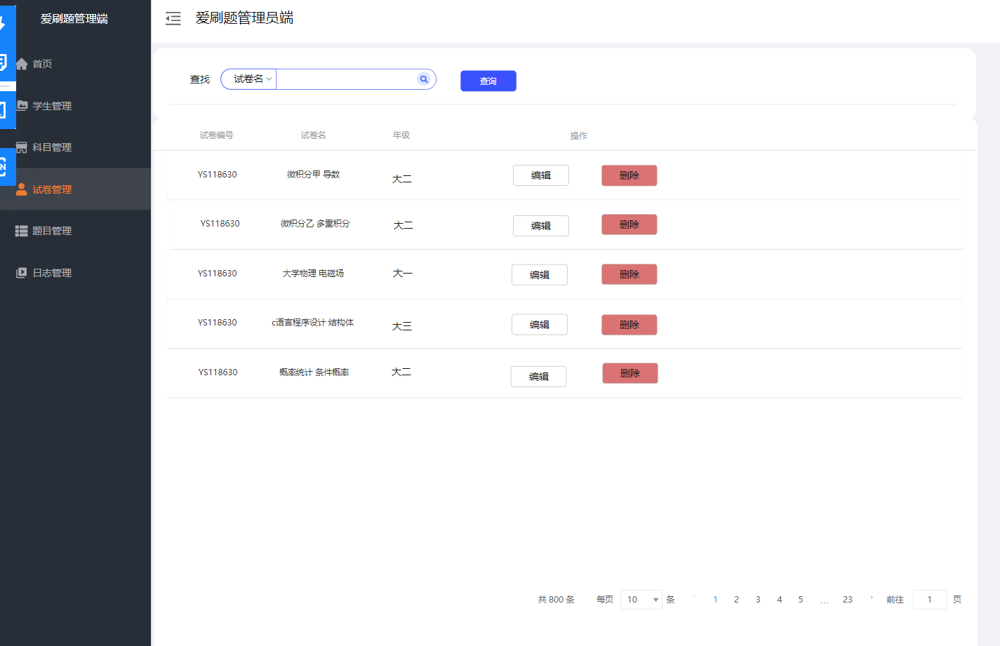 爱刷题管理端
首页
学生管理
科目管理
试卷管理
题目管理
日志管理
爱刷题管理员端
查找 试卷名 查询
试卷编号 试卷名 年级 操作
YS118630 微积分甲 导数 大二 编辑 删除
YS118630 微积分乙 多重积分 大二 编辑 删除
YS118630 大学物理 电磁场 大一 编辑 删除
YS118630 c语言程序设计 结构体 大三 编辑 删除
YS118630 概率统计 条件概率 大二 编辑 删除
共 800 条 每页 10 条 1 2 3 4 5 ... 23 前往 1 页